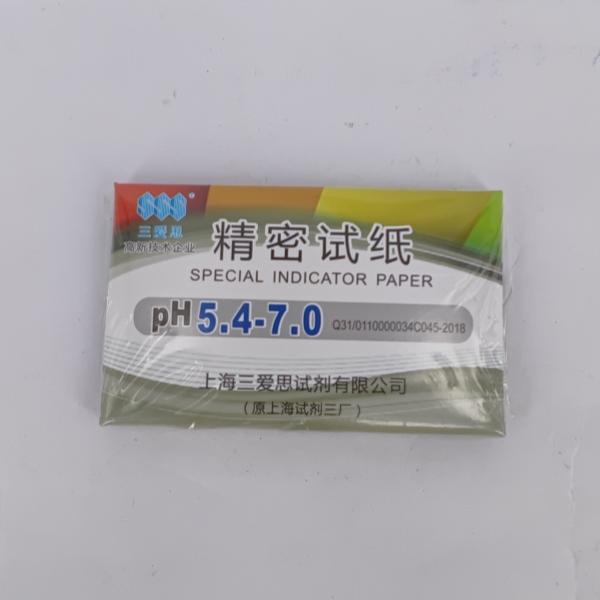 SSS®
三爱思
高新技术企业
精密试纸
SPECIAL INDICATOR PAPER
pH 5.4-7.0 Q31/0110000034C045-2018
上海三爱思试剂有限公司
（原上海试剂三厂）